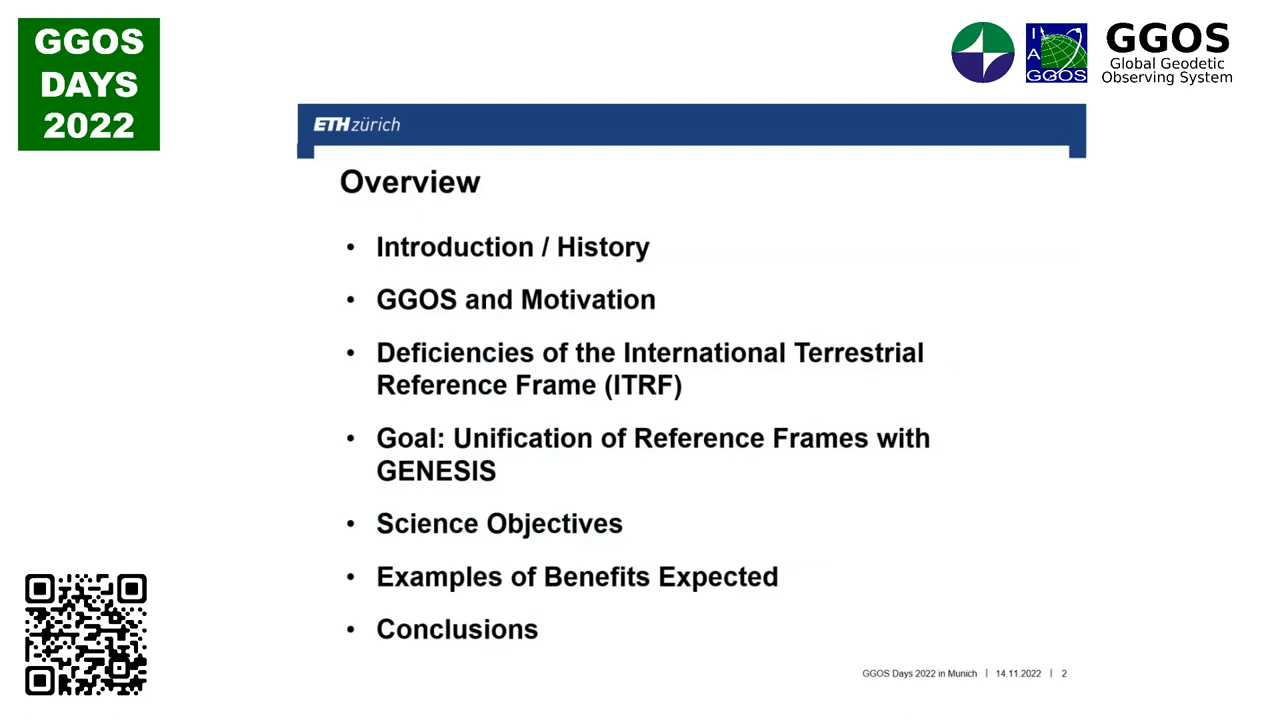 GGOS
DAYS
2022
I
A
G
GGOS
GGOS
Global Geodetic
Observing System
ETH zürich
Overview
• Introduction / History
• GGOS and Motivation
• Deficiencies of the International Terrestrial
Reference Frame (ITRF)
• Goal: Unification of Reference Frames with
GENESIS
• Science Objectives
• Examples of Benefits Expected
• Conclusions
GGOS Days 2022 in Munich | 14.11.2022 | 2